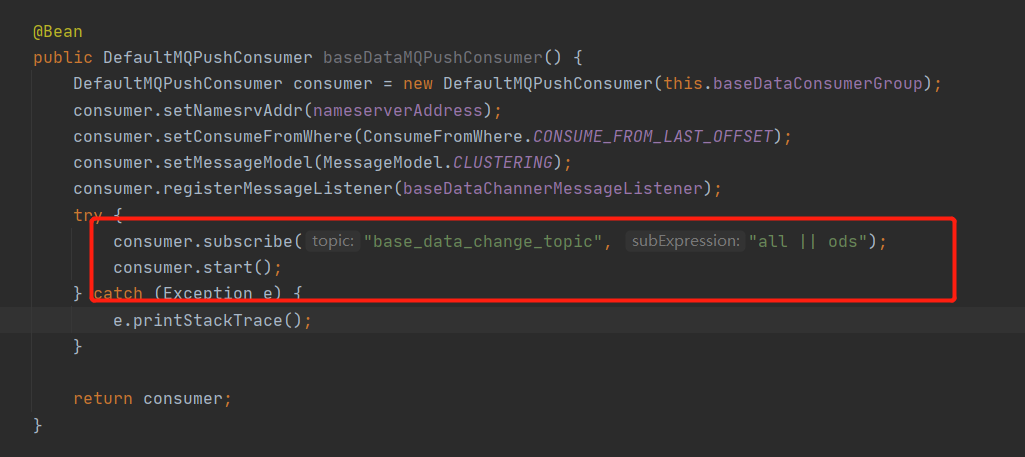 @Bean
public DefaultMQPushConsumer baseDataMQPushConsumer() {
DefaultMQPushConsumer consumer = new DefaultMQPushConsumer(this.baseDataConsumerGroup);
consumer.setNamesrvAddr(nameserverAddress);
consumer.setConsumeFromWhere(ConsumeFromWhere.CONSUME_FROM_LAST_OFFSET);
consumer.setMessageModel(MessageModel.CLUSTERING);
consumer.registerMessageListener(baseDataChannerMessageListener);
try {
consumer.subscribe( topic: "base_data_change_topic", subExpression: "all || ods");
consumer.start();
} catch (Exception e) {
e.printStackTrace();
}
return consumer;
}